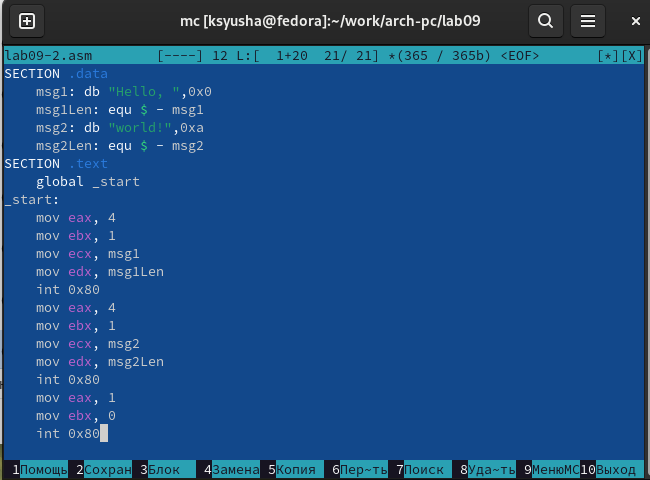 mc [ksyusha@fedora]:~/work/arch-pc/lab09
lab09-2.asm [----] 12 L:[ 1+20 21/ 21] *(365 / 365b) <EOF> [*][X]
SECTION .data
msg1: db "Hello, ",0x0
msg1Len: equ $ - msg1
msg2: db "world!",0xa
msg2Len: equ $ - msg2
SECTION .text
global _start
_start:
mov eax, 4
mov ebx, 1
mov ecx, msg1
mov edx, msg1Len
int 0x80
mov eax, 4
mov ebx, 1
mov ecx, msg2
mov edx, msg2Len
int 0x80
mov eax, 1
mov ebx, 0
int 0x80
1Помощь 2Сохран 3Блок 4Замена 5Копия 6Пер~ть 7Поиск 8Уда~ть 9МенюMC 10Выход